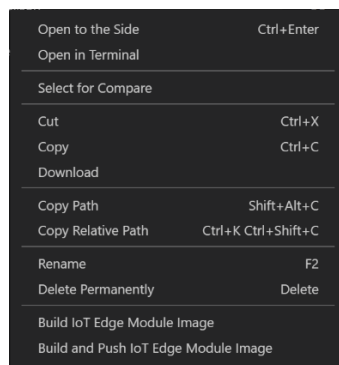 Open to the Side Ctrl+Enter
Open in Terminal
Select for Compare
Cut Ctrl+X
Copy Ctrl+C
Download
Copy Path Shift+Alt+C
Copy Relative Path Ctrl+K Ctrl+Shift+C
Rename F2
Delete Permanently Delete
Build IoT Edge Module Image
Build and Push IoT Edge Module Image